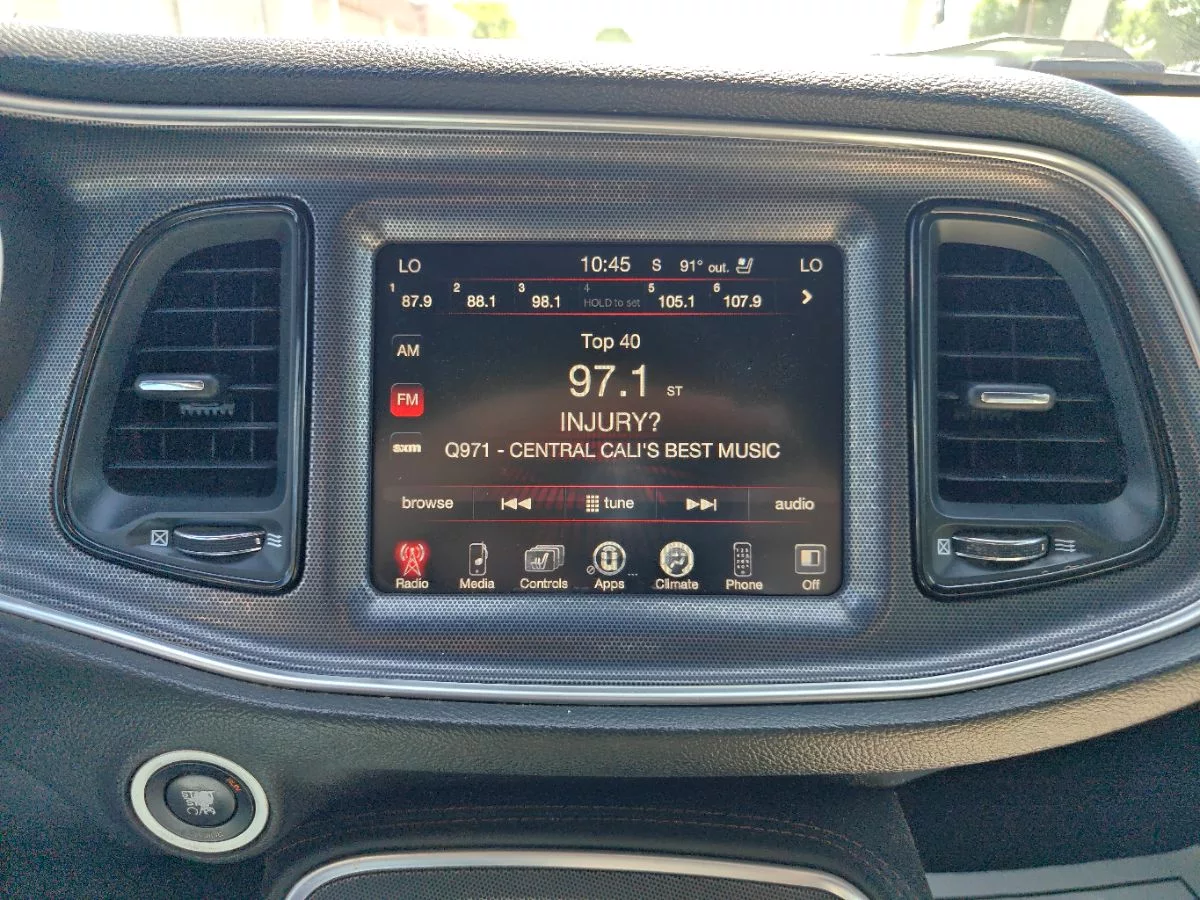 LO 10:45 S 91° out. LO
1 87.9 2 88.1 3 98.1 4 HOLD to set 5 105.1 6 107.9
AM
Top 40
FM
97.1 ST
INJURY?
sxm
Q971 - CENTRAL CALI'S BEST MUSIC
browse tune audio
Radio Media Controls Apps Climate Phone Off